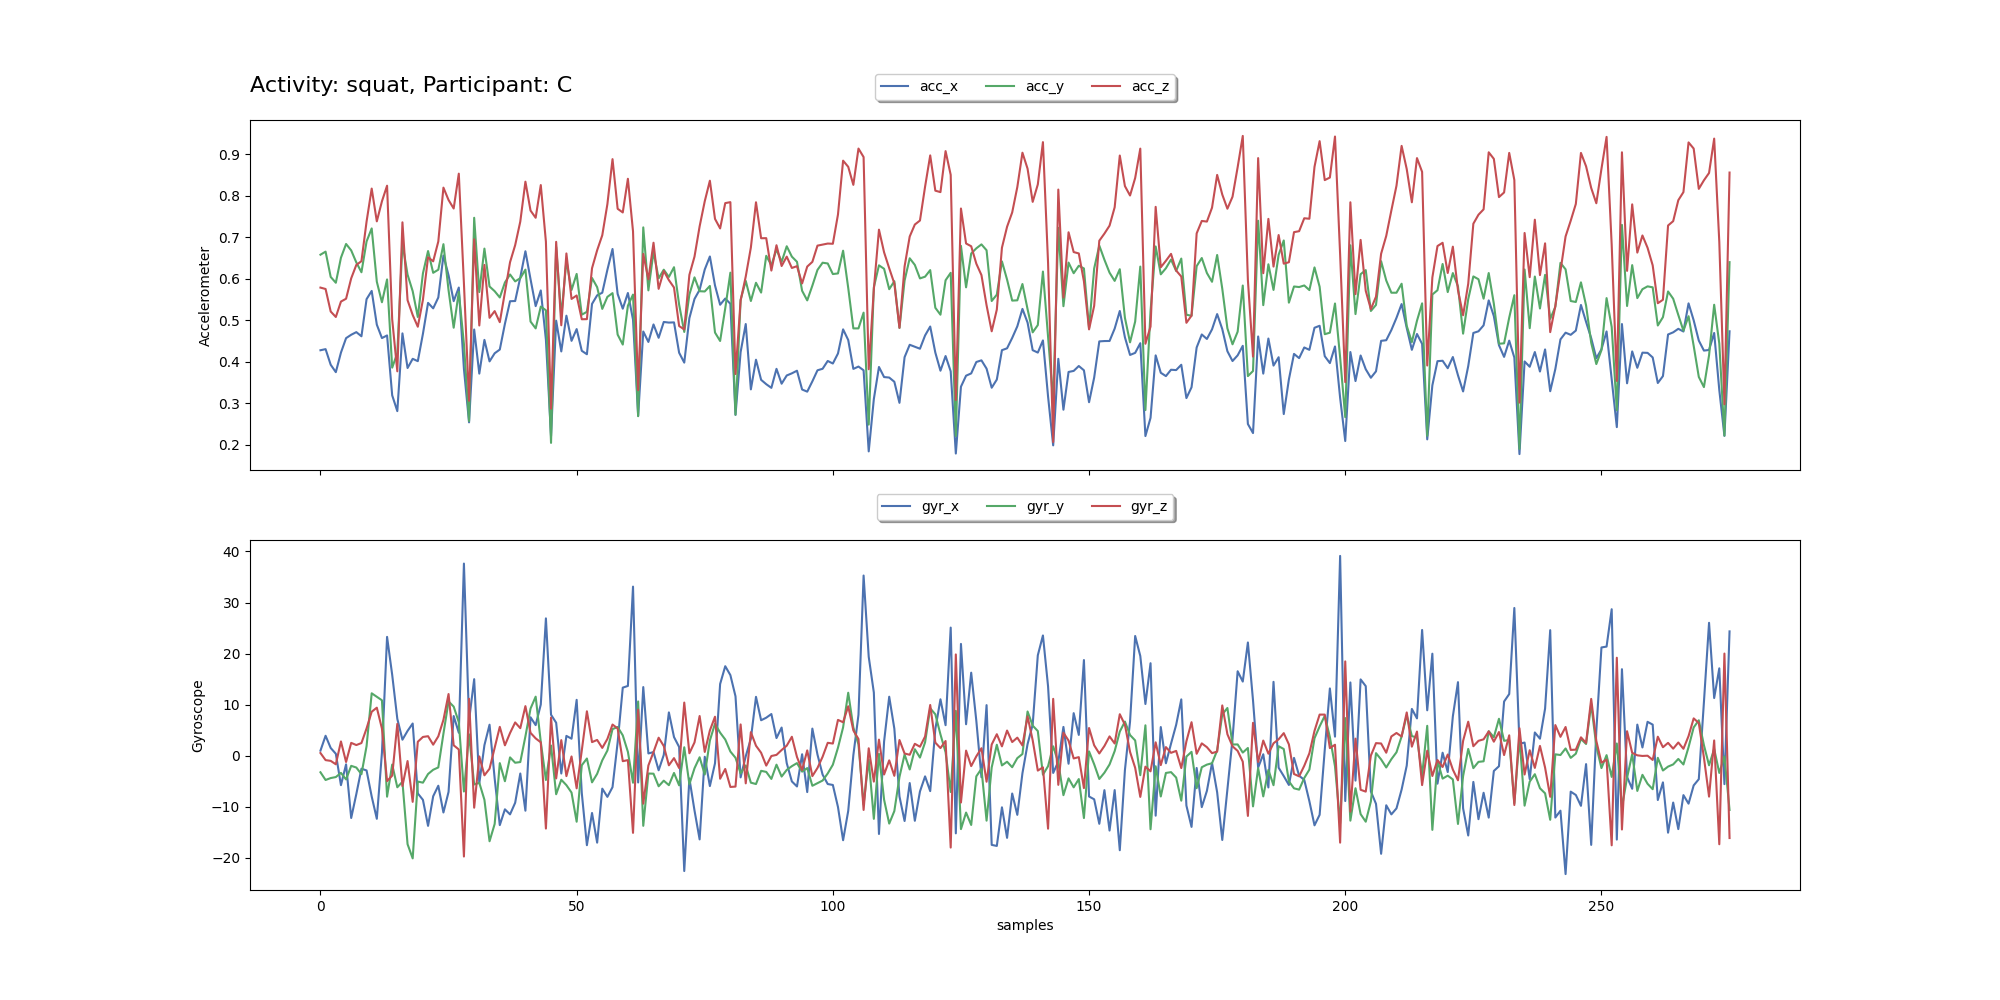 Activity: squat, Participant: C
acc_x acc_y acc_z
Accelerometer
0.9
0.8
0.7
0.6
0.5
0.4
0.3
0.2
gyr_x gyr_y gyr_z
Gyroscope
40
30
20
10
0
−10
−20
0 50 100 150 200 250
samples